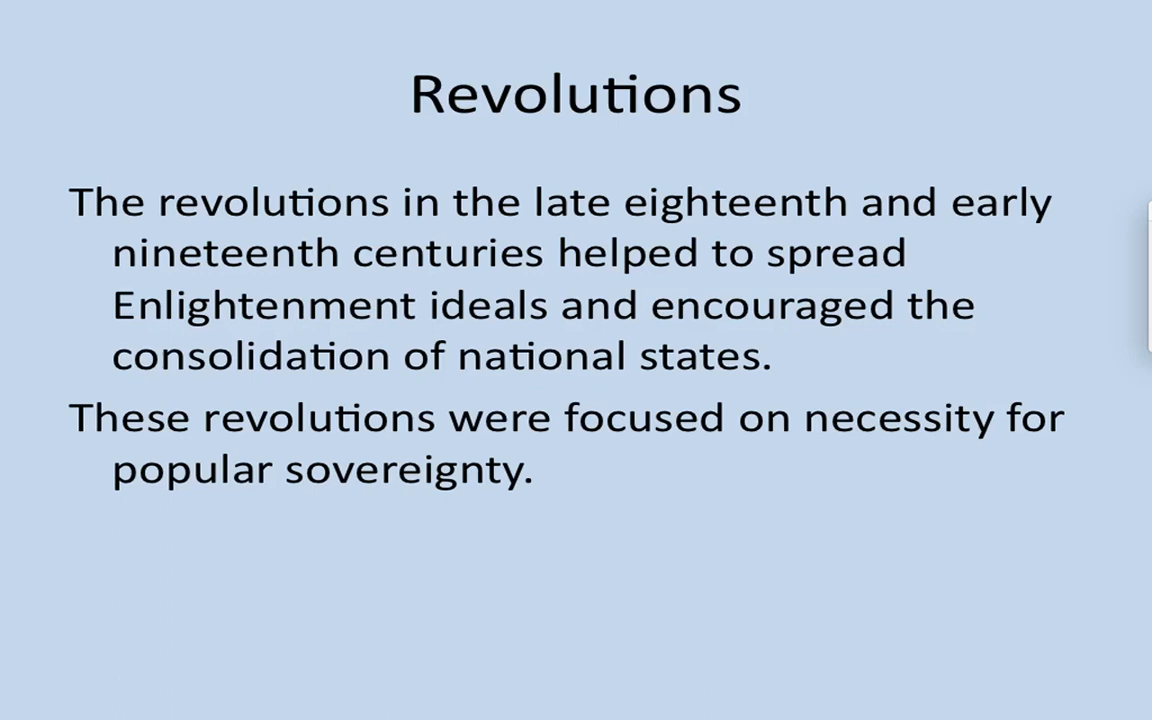 Revolutions
The revolutions in the late eighteenth and early
nineteenth centuries helped to spread
Enlightenment ideals and encouraged the
consolidation of national states.
These revolutions were focused on necessity for
popular sovereignty.